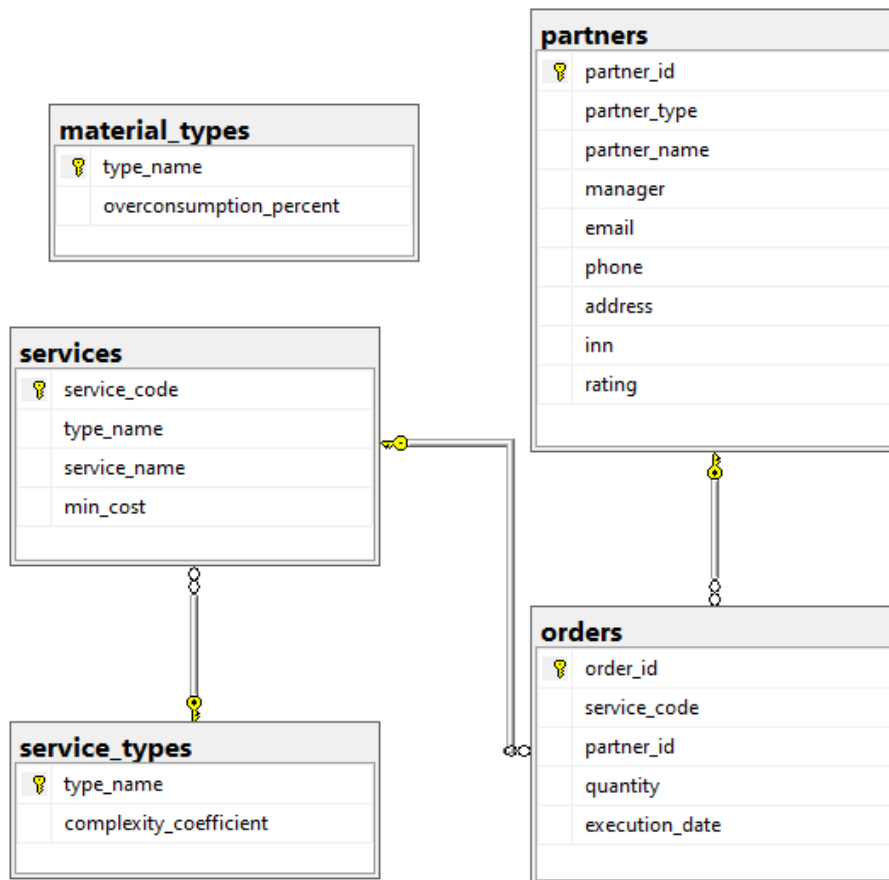 partners
partner_id
partner_type
partner_name
manager
email
phone
address
inn
rating
material_types
type_name
overconsumption_percent
services
service_code
type_name
service_name
min_cost
service_types
type_name
complexity_coefficient
orders
order_id
service_code
partner_id
quantity
execution_date